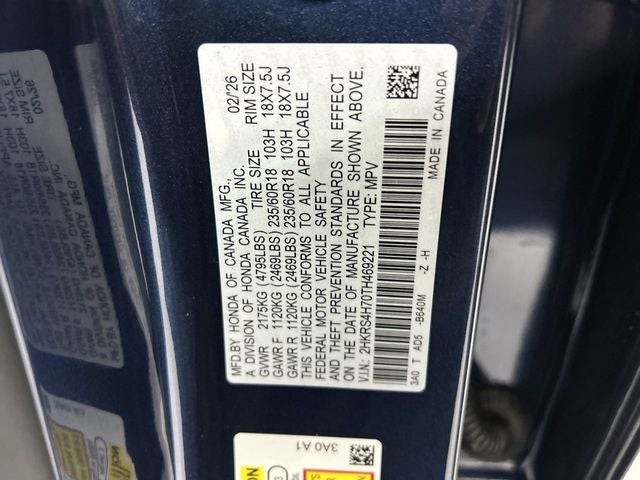 MFD.BY HONDA OF CANADA MFG., 02/'26
A DIVISION OF HONDA CANADA INC.
TIRE SIZE RIM SIZE
GVWR 2175KG (4795LBS)
GAWR F 1120KG (2469LBS) 235/60R18 103H 18X7.5J
GAWR R 1120KG (2469LBS) 235/60R18 103H 18X7.5J
THIS VEHICLE CONFORMS TO ALL APPLICABLE
FEDERAL MOTOR VEHICLE SAFETY
AND THEFT PREVENTION STANDARDS IN EFFECT
ON THE DATE OF MANUFACTURE SHOWN ABOVE.
V.I.N.: 2HKRS4H70TH469221 TYPE: MPV
3A0 T AD5 -B640M -Z -H MADE IN CANADA
3A0 A1